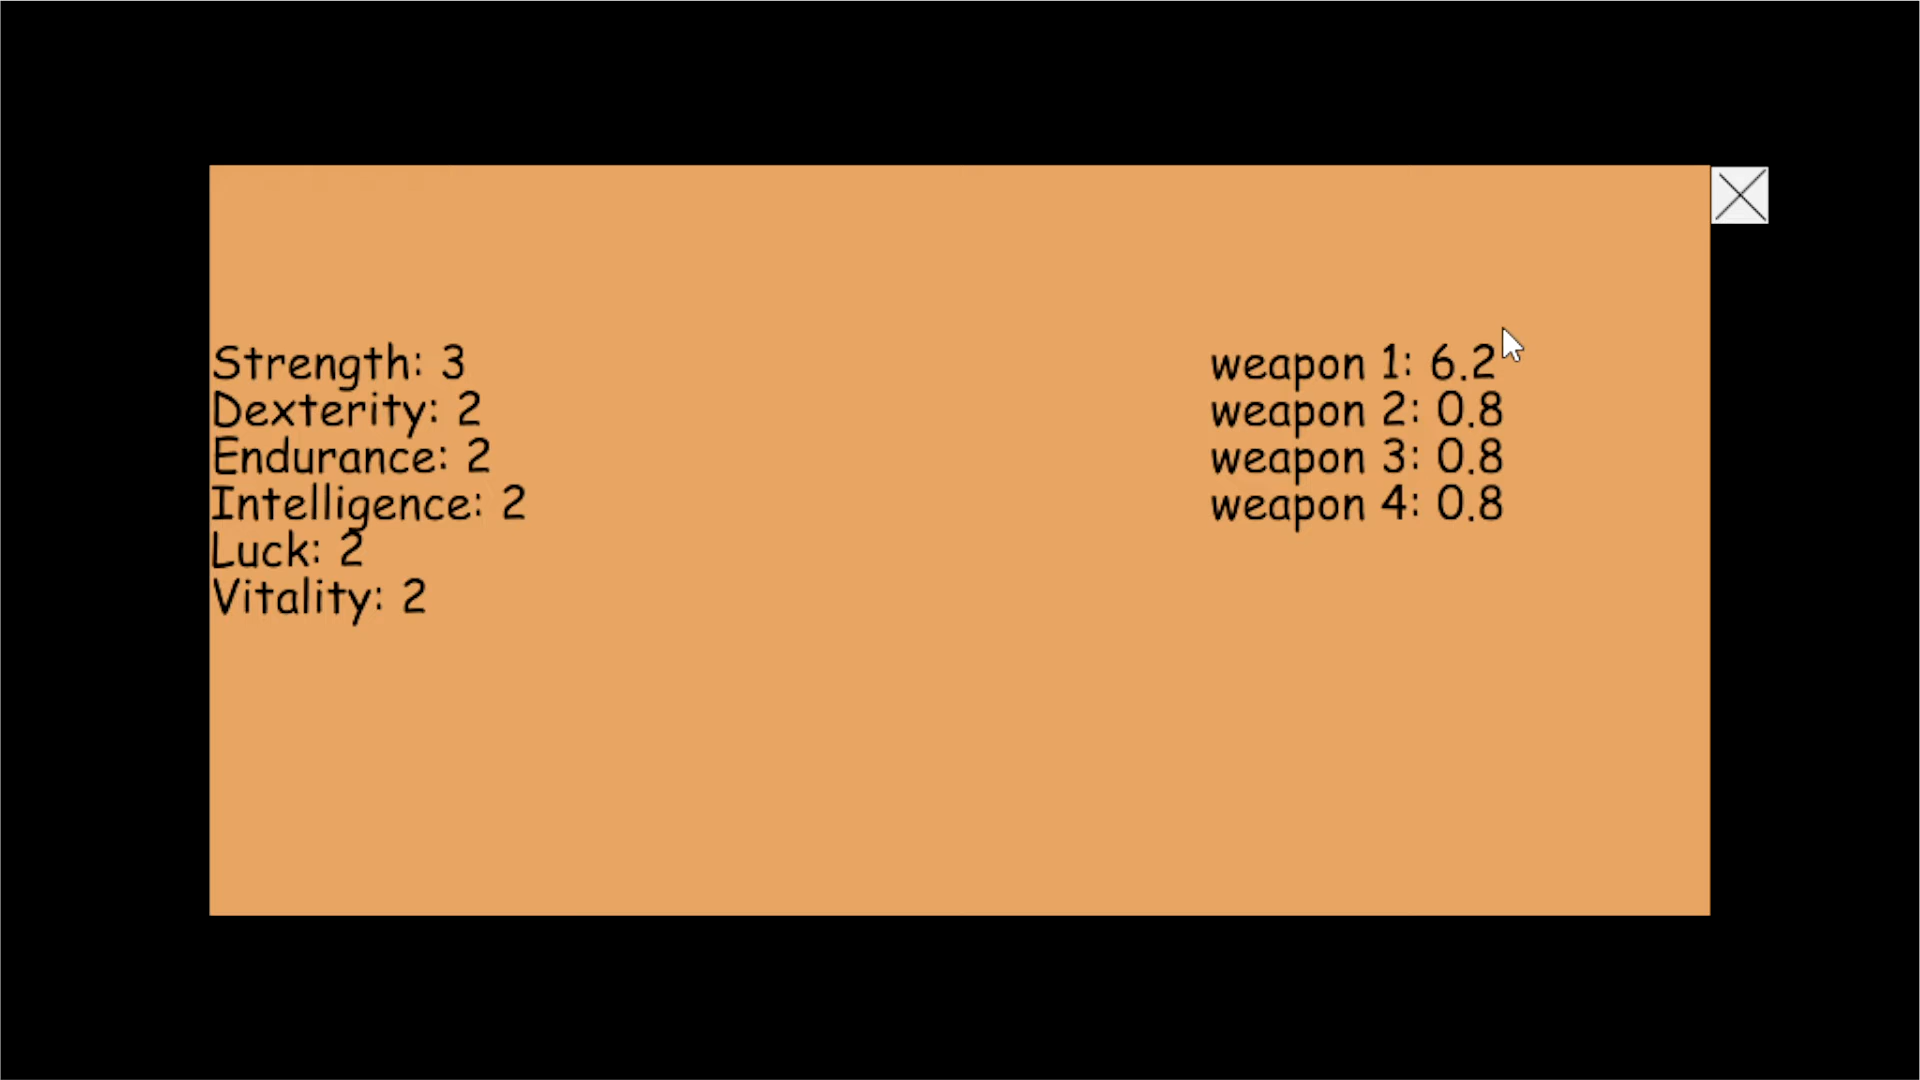 Strength: 3
Dexterity: 2
Endurance: 2
Intelligence: 2
Luck: 2
Vitality: 2
weapon 1: 6.2
weapon 2: 0.8
weapon 3: 0.8
weapon 4: 0.8